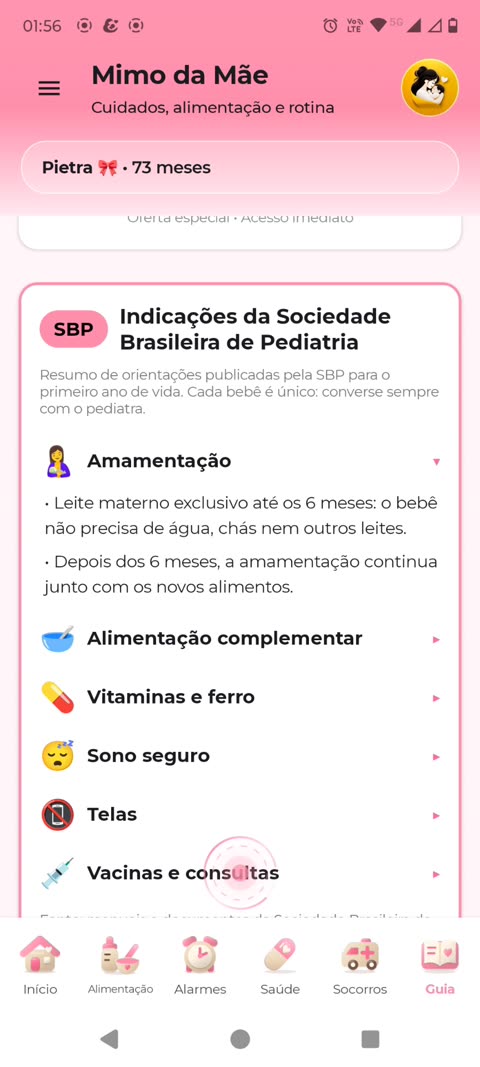 01:56
Vo) LTE
5G
Mimo da Mãe
Cuidados, alimentação e rotina
Pietra 🎀 • 73 meses
Oferta especial • Acesso imediato
SBP
Indicações da Sociedade
Brasileira de Pediatria
Resumo de orientações publicadas pela SBP para o
primeiro ano de vida. Cada bebê é único: converse sempre
com o pediatra.
Amamentação
• Leite materno exclusivo até os 6 meses: o bebê
não precisa de água, chás nem outros leites.
• Depois dos 6 meses, a amamentação continua
junto com os novos alimentos.
Alimentação complementar
Vitaminas e ferro
Sono seguro
Telas
Vacinas e consultas
Início
Alimentação
Alarmes
Saúde
Socorros
Guia